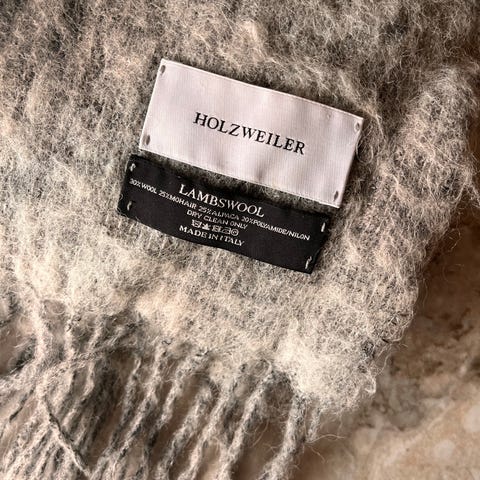 HOLZWEILER
LAMBSWOOL
30%WOOL 25%MOHAIR 25%ALPACA 20%POLYAMIDE/NILON
DRY CLEAN ONLY
MADE IN ITALY